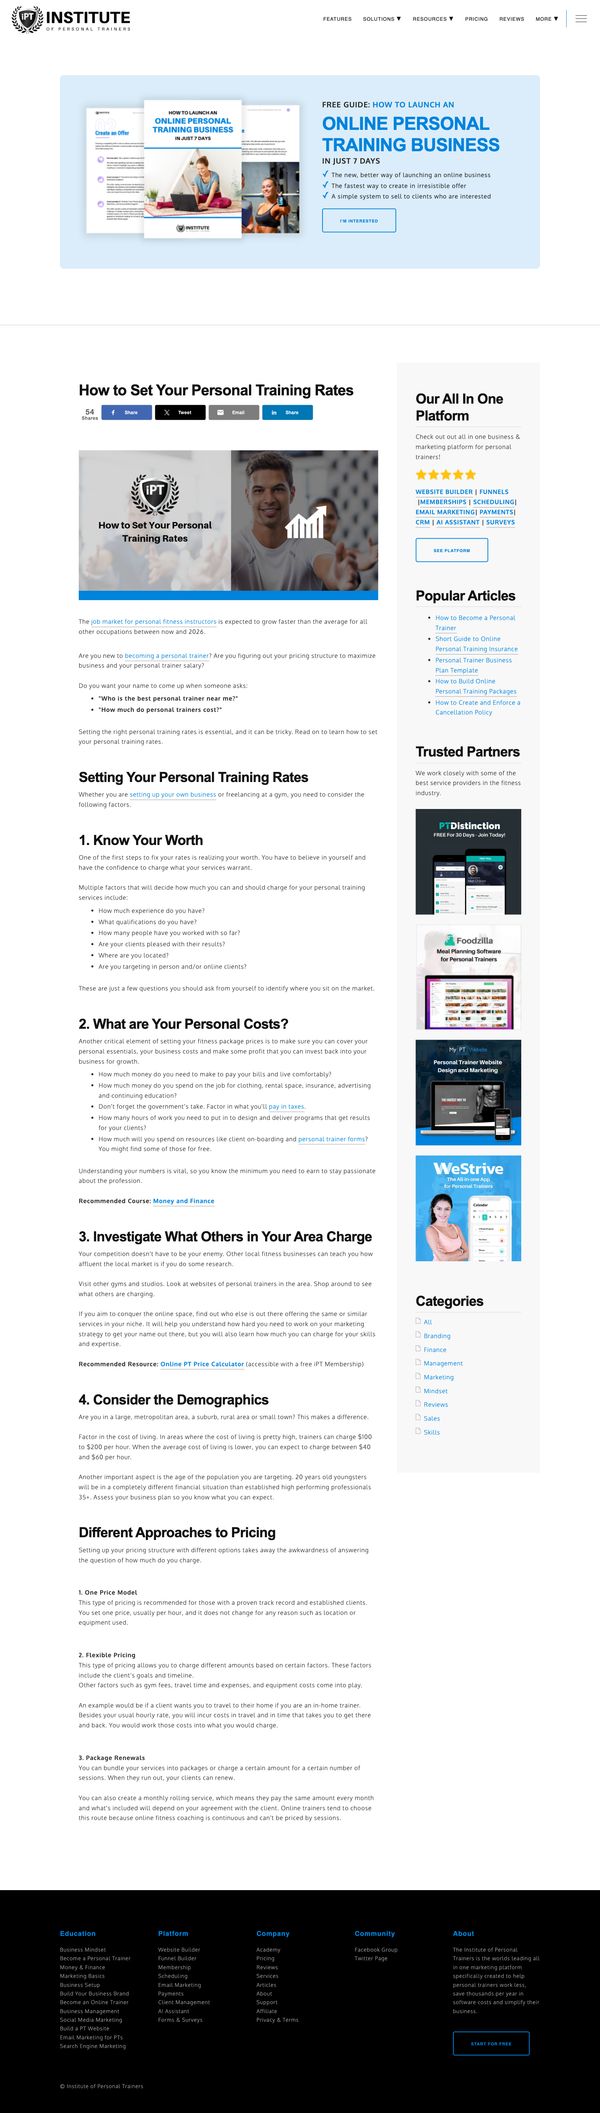 iPT INSTITUTE
OF PERSONAL TRAINERS
FEATURES
SOLUTIONS ▼
RESOURCES ▼
PRICING
REVIEWS
MORE ▼
INSTITUTE
Create an Offer
HOW TO LAUNCH AN
ONLINE PERSONAL
TRAINING BUSINESS
IN JUST 7 DAYS
INSTITUTE
FREE GUIDE: HOW TO LAUNCH AN
ONLINE PERSONAL
TRAINING BUSINESS
IN JUST 7 DAYS
✓ The new, better way of launching an online business
✓ The fastest way to create in irresistible offer
✓ A simple system to sell to clients who are interested
I'M INTERESTED
How to Set Your Personal Training Rates
54
Shares
Share
Tweet
Email
Share
iPT
How to Set Your Personal
Training Rates
The job market for personal fitness instructors is expected to grow faster than the average for all
other occupations between now and 2026.
Are you new to becoming a personal trainer? Are you figuring out your pricing structure to maximize
business and your personal trainer salary?
Do you want your name to come up when someone asks:
• "Who is the best personal trainer near me?"
• "How much do personal trainers cost?"
Setting the right personal training rates is essential, and it can be tricky. Read on to learn how to set
your personal training rates.
Setting Your Personal Training Rates
Whether you are setting up your own business or freelancing at a gym, you need to consider the
following factors.
1. Know Your Worth
One of the first steps to fix your rates is realizing your worth. You have to believe in yourself and
have the confidence to charge what your services warrant.
Multiple factors that will decide how much you can and should charge for your personal training
services include:
• How much experience do you have?
• What qualifications do you have?
• How many people have you worked with so far?
• Are your clients pleased with their results?
• Where are you located?
• Are you targeting in person and/or online clients?
These are just a few questions you should ask from yourself to identify where you sit on the market.
2. What are Your Personal Costs?
Another critical element of setting your fitness package prices is to make sure you can cover your
personal essentials, your business costs and make some profit that you can invest back into your
business for growth.
• How much money do you need to make to pay your bills and live comfortably?
• How much money do you spend on the job for clothing, rental space, insurance, advertising
and continuing education?
• Don't forget the government's take. Factor in what you'll pay in taxes.
• How many hours of work you need to put in to design and deliver programs that get results
for your clients?
• How much will you spend on resources like client on-boarding and personal trainer forms?
You might find some of those for free.
Understanding your numbers is vital, so you know the minimum you need to earn to stay passionate
about the profession.
Recommended Course: Money and Finance
3. Investigate What Others in Your Area Charge
Your competition doesn't have to be your enemy. Other local fitness businesses can teach you how
affluent the local market is if you do some research.
Visit other gyms and studios. Look at websites of personal trainers in the area. Shop around to see
what others are charging.
If you aim to conquer the online space, find out who else is out there offering the same or similar
services in your niche. It will help you understand how hard you need to work on your marketing
strategy to get your name out there, but you will also learn how much you can charge for your skills
and expertise.
Recommended Resource: Online PT Price Calculator (accessible with a free iPT Membership)
4. Consider the Demographics
Are you in a large, metropolitan area, a suburb, rural area or small town? This makes a difference.
Factor in the cost of living. In areas where the cost of living is pretty high, trainers can charge $100
to $200 per hour. When the average cost of living is lower, you can expect to charge between $40
and $60 per hour.
Another important aspect is the age of the population you are targeting. 20 years old youngsters
will be in a completely different financial situation than established high performing professionals
35+. Assess your business plan so you know what you can expect.
Different Approaches to Pricing
Setting up your pricing structure with different options takes away the awkwardness of answering
the question of how much do you charge.
1. One Price Model
This type of pricing is recommended for those with a proven track record and established clients.
You set one price, usually per hour, and it does not change for any reason such as location or
equipment used.
2. Flexible Pricing
This type of pricing allows you to charge different amounts based on certain factors. These factors
include the client's goals and timeline.
Other factors such as gym fees, travel time and expenses, and equipment costs come into play.
An example would be if a client wants you to travel to their home if you are an in-home trainer.
Besides your usual hourly rate, you will incur costs in travel and in time that takes you to get there
and back. You would work those costs into what you would charge.
3. Package Renewals
You can bundle your services into packages or charge a certain amount for a certain number of
sessions. When they run out, your clients can renew.
You can also create a monthly rolling service, which means they pay the same amount every month
and what's included will depend on your agreement with the client. Online trainers tend to choose
this route because online fitness coaching is continuous and can't be priced by sessions.
Our All In One
Platform
Check out out all in one business &
marketing platform for personal
trainers!
WEBSITE BUILDER | FUNNELS
|MEMBERSHIPS | SCHEDULING|
EMAIL MARKETING| PAYMENTS|
CRM | AI ASSISTANT | SURVEYS
SEE PLATFORM
Popular Articles
• How to Become a Personal
Trainer
• Short Guide to Online
Personal Training Insurance
• Personal Trainer Business
Plan Template
• How to Build Online
Personal Training Packages
• How to Create and Enforce a
Cancellation Policy
Trusted Partners
We work closely with some of the
best service providers in the fitness
industry.
PTDistinction
FREE For 30 Days - Join Today!
Foodzilla
Meal Planning Software
for Personal Trainers
My PT Website
Personal Trainer Website
Design and Marketing
WeStrive
The All-in-one App
for Personal Trainers
Calendar
Categories
All
Branding
Finance
Management
Marketing
Mindset
Reviews
Sales
Skills
Education
Business Mindset
Become a Personal Trainer
Money & Finance
Marketing Basics
Business Setup
Build Your Business Brand
Become an Online Trainer
Business Management
Social Media Marketing
Build a PT Website
Email Marketing for PTs
Search Engine Marketing
Platform
Website Builder
Funnel Builder
Membership
Scheduling
Email Marketing
Payments
Client Management
AI Assistant
Forms & Surveys
Company
Academy
Pricing
Reviews
Services
Articles
About
Support
Affiliate
Privacy & Terms
Community
Facebook Group
Twitter Page
About
The Institute of Personal
Trainers is the worlds leading all
in one marketing platform
specifically created to help
personal trainers work less,
save thousands per year in
software costs and simplify their
business.
START FOR FREE
© Institute of Personal Trainers